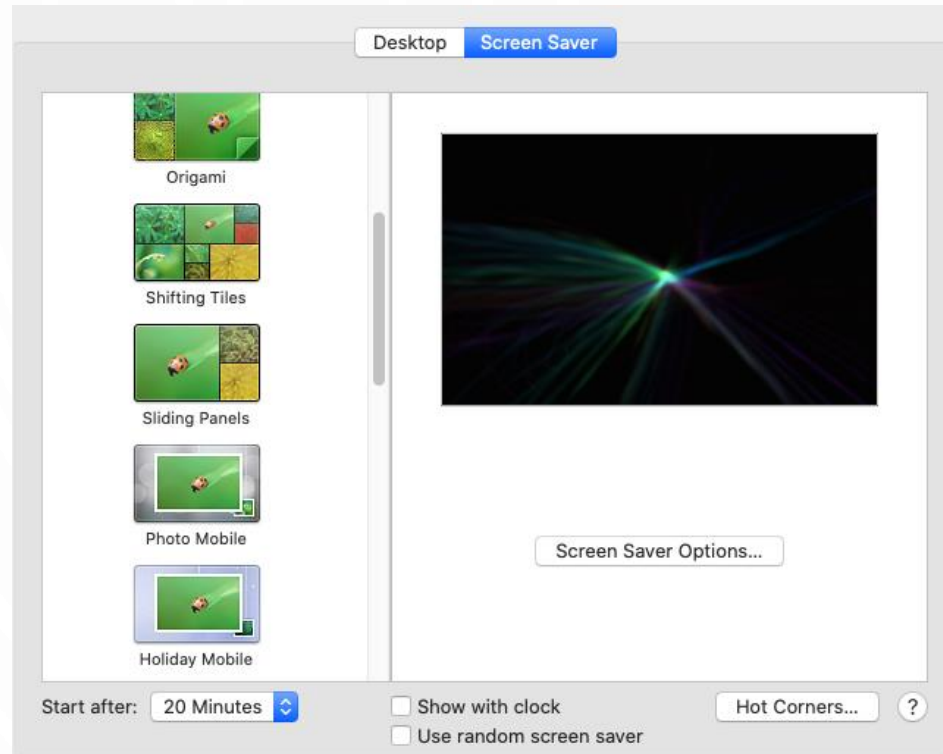 Desktop Screen Saver
Origami
Shifting Tiles
Sliding Panels
Photo Mobile
Holiday Mobile
Screen Saver Options...
Start after: 20 Minutes
Show with clock
Use random screen saver
Hot Corners...
?